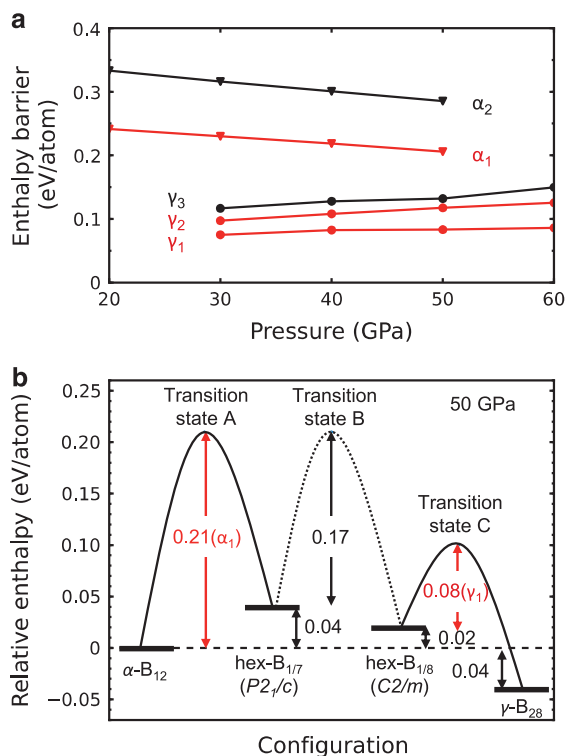 a
Enthalpy barrier
(eV/atom)
0.4
0.3
0.2
0.1
0
α₂
α₁
γ₃
γ₂
γ₁
20
30
40
50
60
Pressure (GPa)
b
Relative enthalpy (eV/atom)
0.25
0.20
0.15
0.10
0.05
0
−0.05
Transition
state A
Transition
state B
50 GPa
Transition
state C
0.21(α₁)
0.17
0.08(γ₁)
0.04
0.02
0.04
α-B₁₂
hex-B₁/₇
(P2₁/c)
hex-B₁/₈
(C2/m)
γ-B₂₈
Configuration